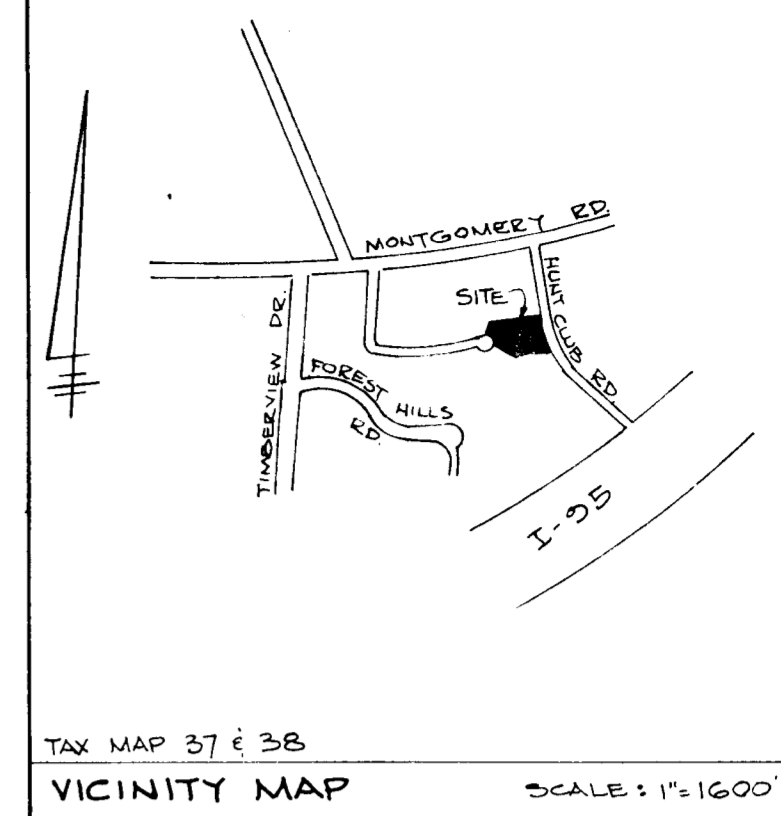 MONTGOMERY RD.
SITE
HUNT CLUB RD.
TIMBERVIEW DR.
FOREST HILLS
RD.
I-95
TAX MAP 37 & 38
VICINITY MAP
SCALE: 1"=1600'